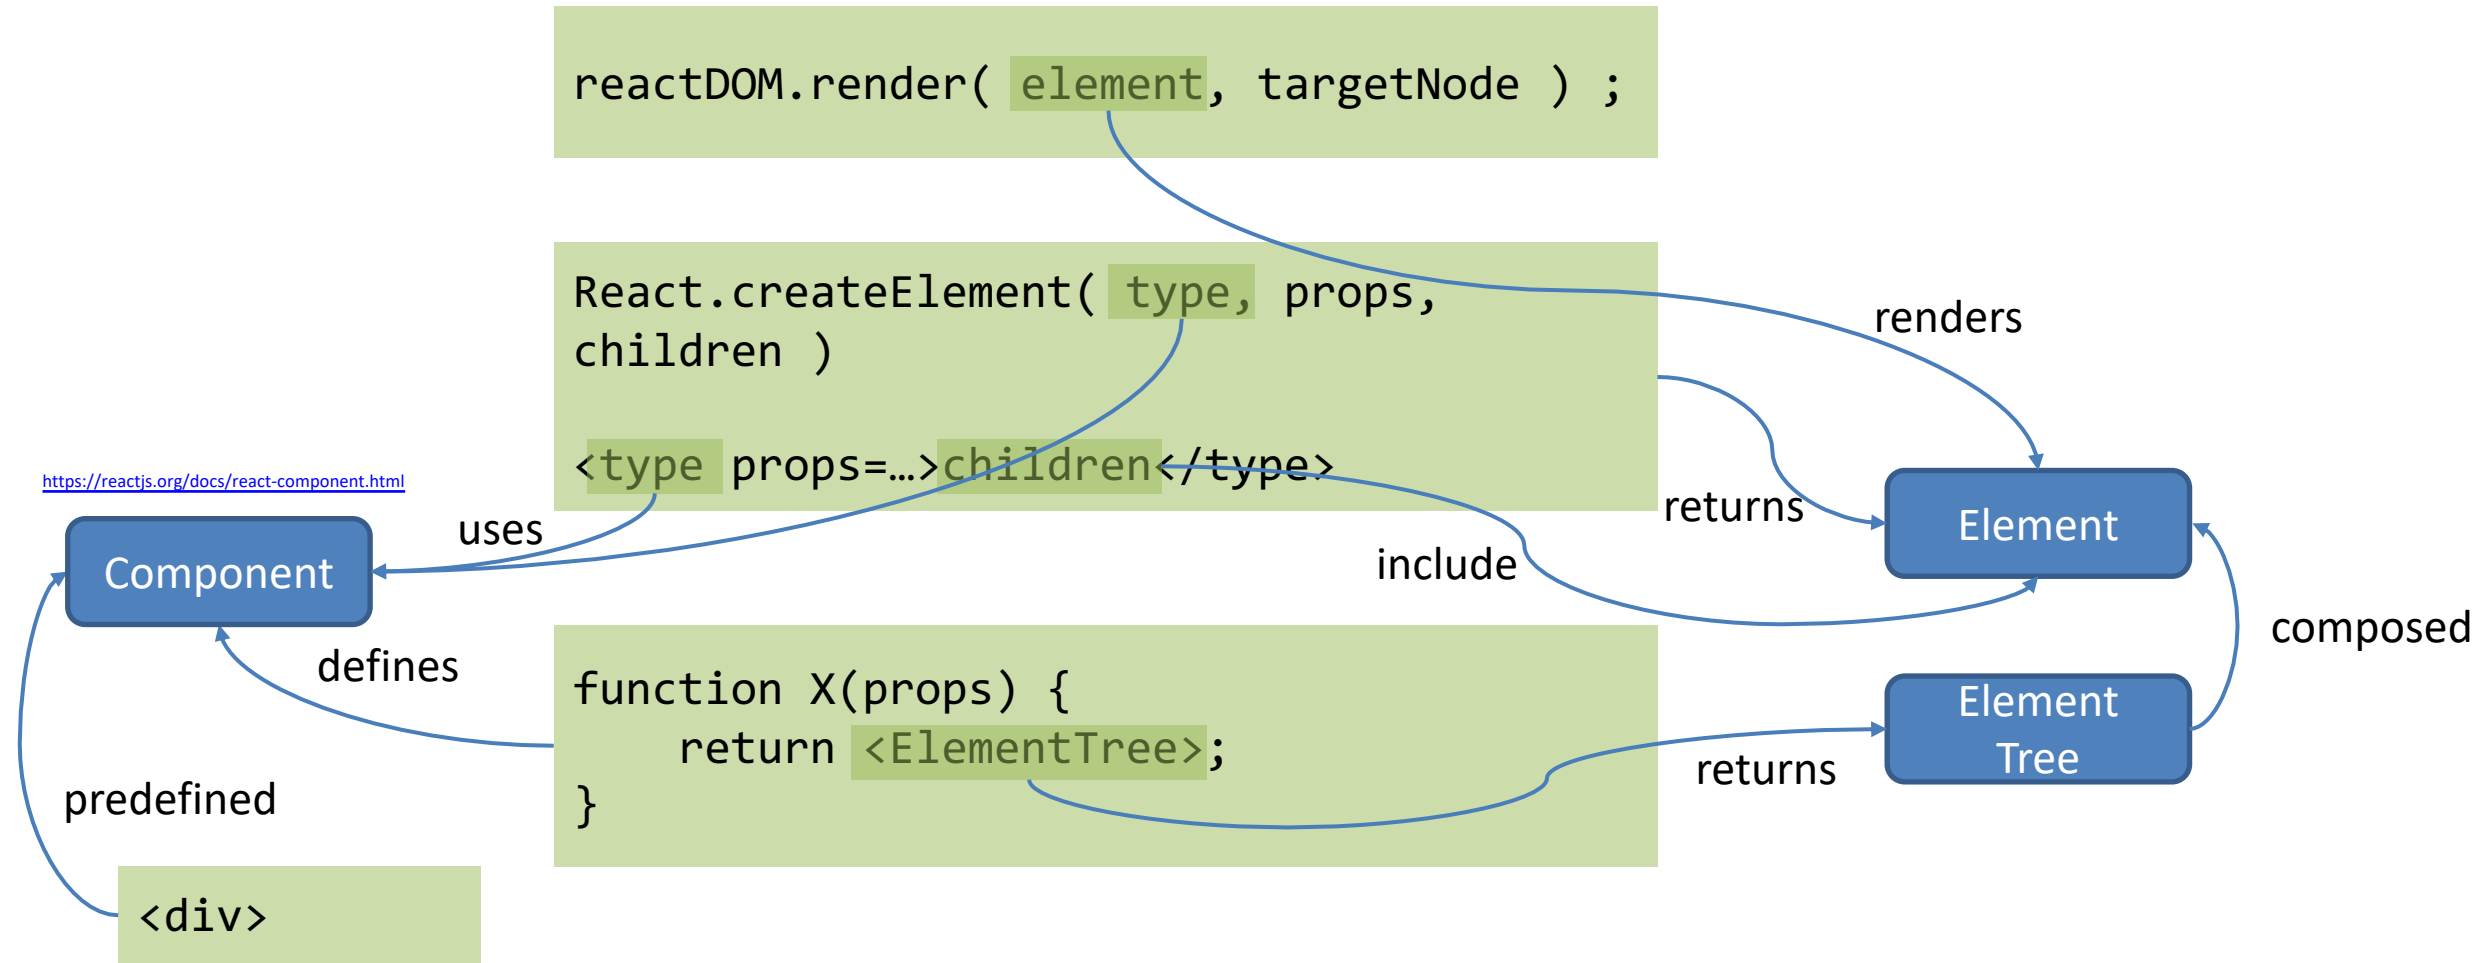 reactDOM.render( element, targetNode ) ;
React.createElement( type, props,
children )
renders
<type props=…>children</type>
https://reactjs.org/docs/react-component.html
returns
uses
Element
include
Component
composed
defines
function X(props) {
return <ElementTree>;
}
Element
Tree
returns
predefined
<div>